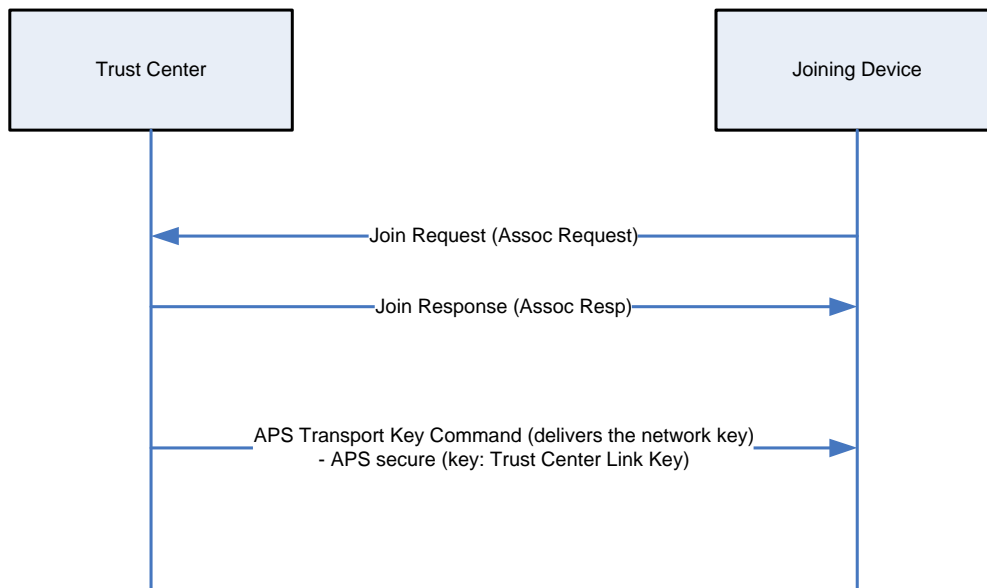 Trust Center
Joining Device
Join Request (Assoc Request)
Join Response (Assoc Resp)
APS Transport Key Command (delivers the network key)
- APS secure (key: Trust Center Link Key)